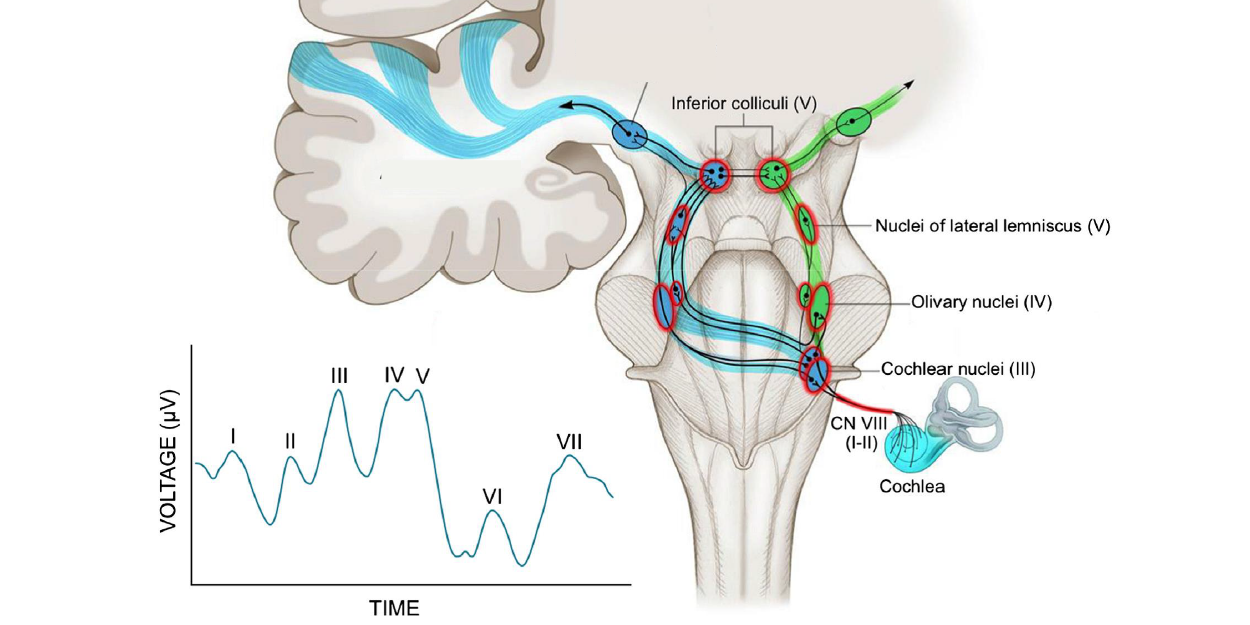 Inferior colliculi (V)
Nuclei of lateral lemniscus (V)
Olivary nuclei (IV)
Cochlear nuclei (III)
CN VIII
(I-II)
Cochlea
VOLTAGE (µV)
I
II
III
IV
V
VI
VII
TIME